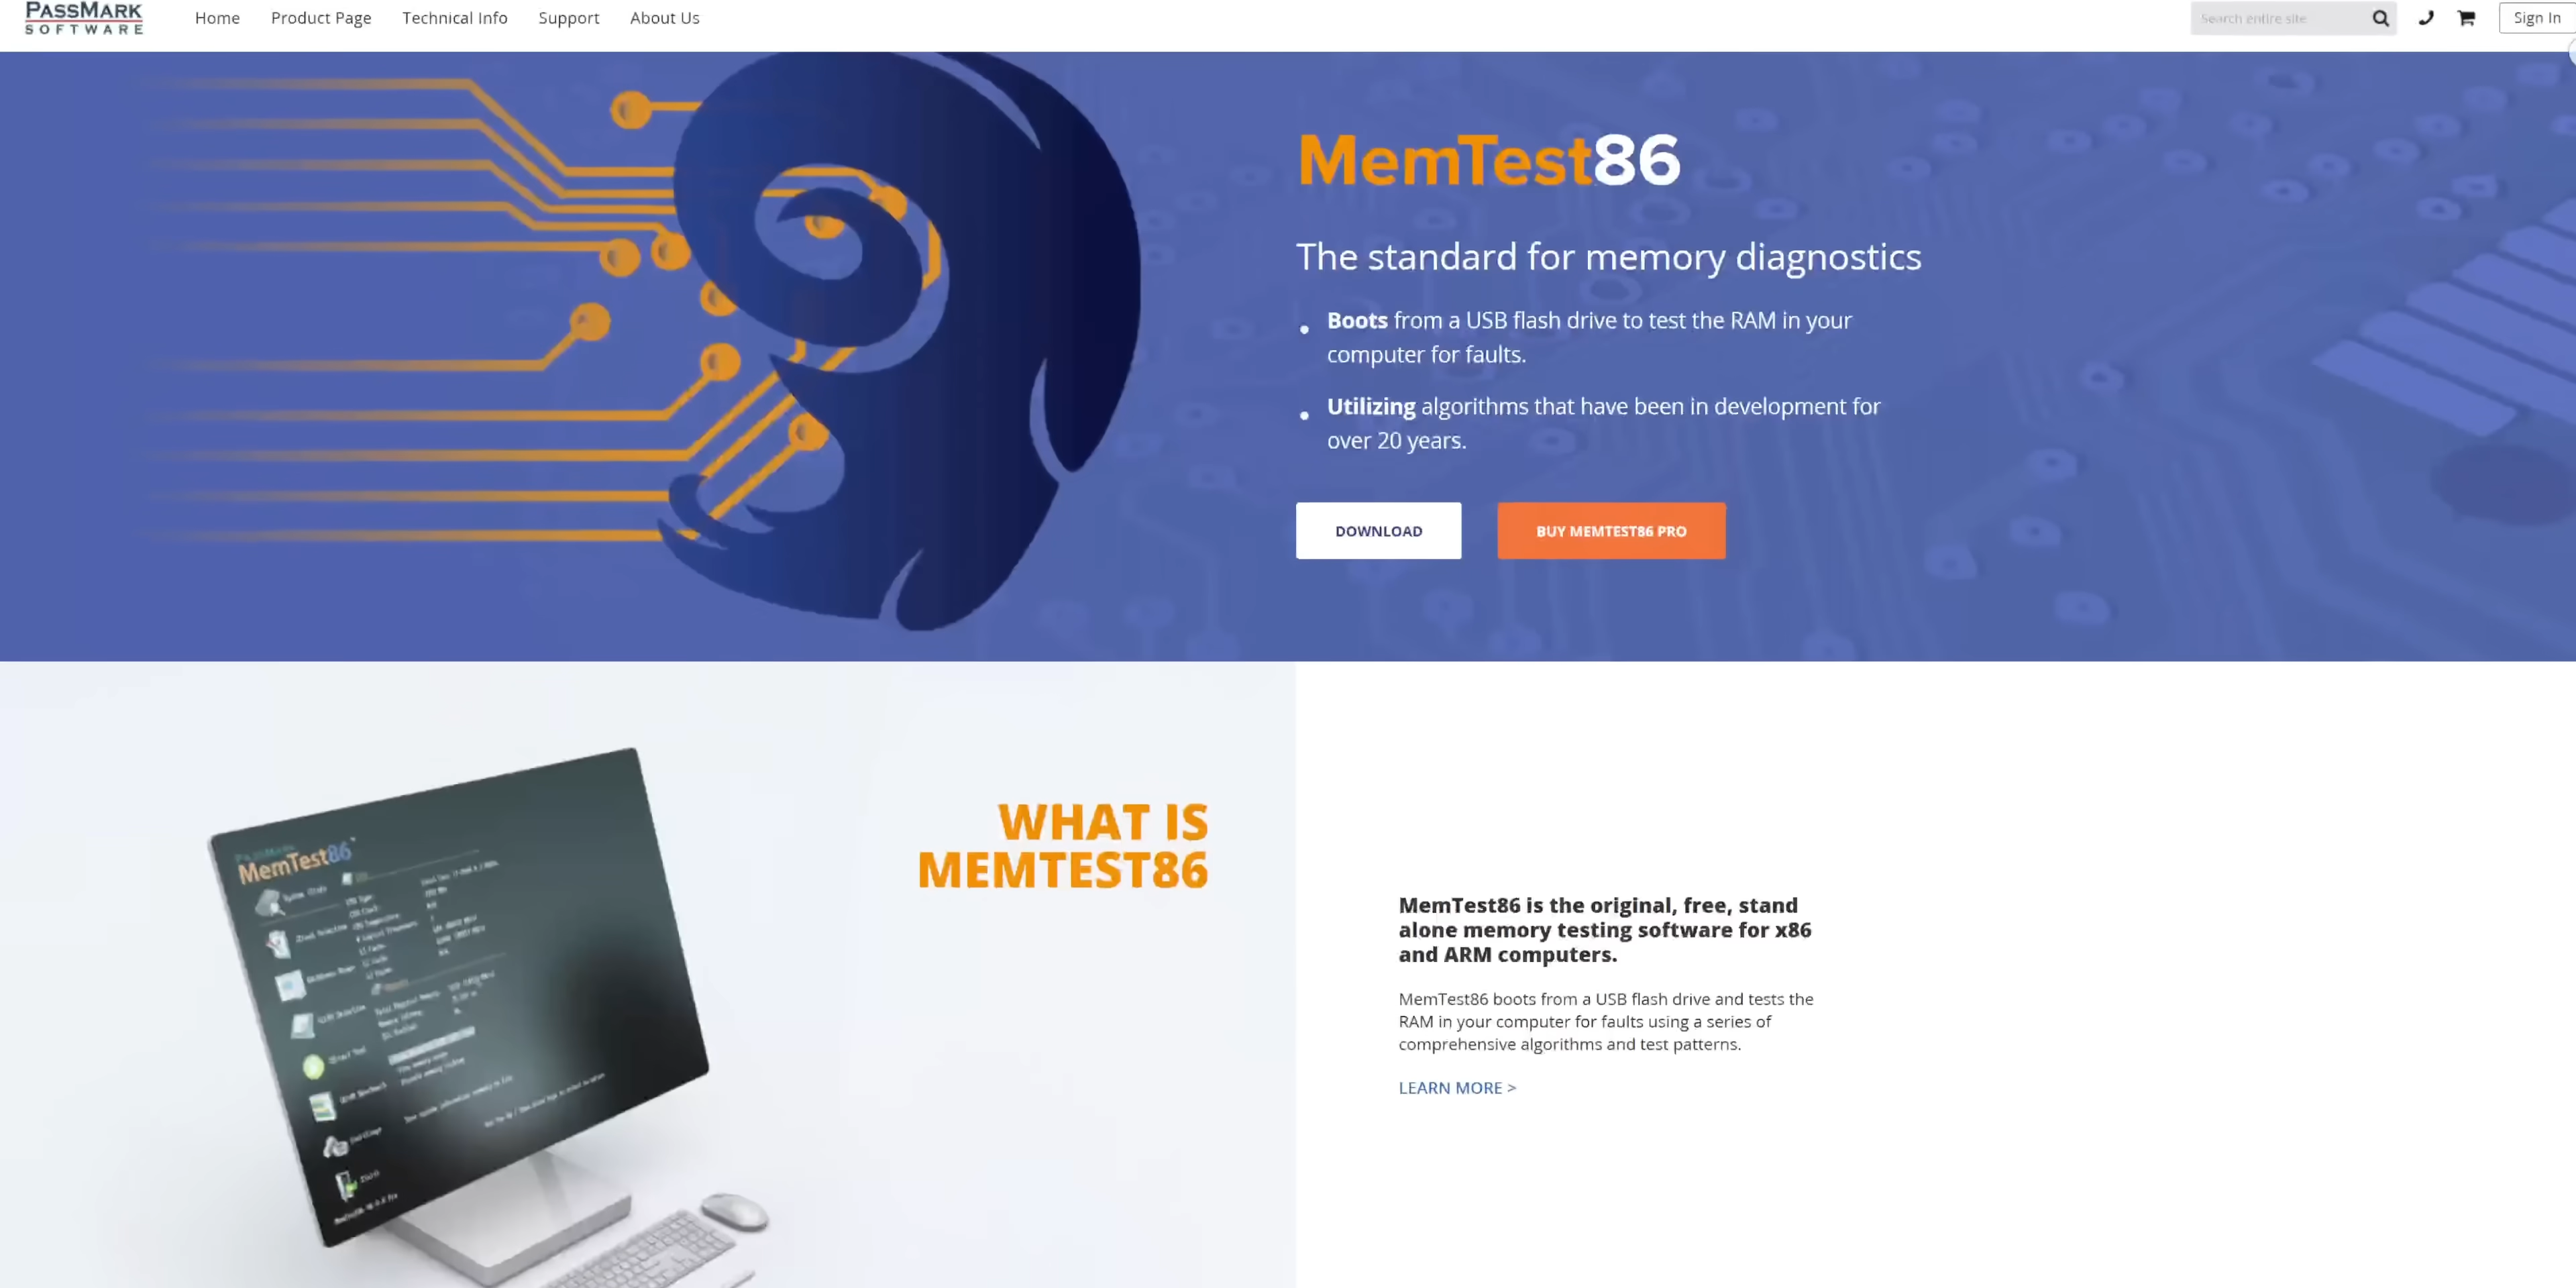 PASSMARK
SOFTWARE
Home
Product Page
Technical Info
Support
About Us
Search entire site
Sign In
MemTest86
The standard for memory diagnostics
• Boots from a USB flash drive to test the RAM in your
computer for faults.
• Utilizing algorithms that have been in development for
over 20 years.
DOWNLOAD
BUY MEMTEST86 PRO
PASSMARK
MemTest86
WHAT IS
MEMTEST86
MemTest86 is the original, free, stand
alone memory testing software for x86
and ARM computers.
MemTest86 boots from a USB flash drive and tests the
RAM in your computer for faults using a series of
comprehensive algorithms and test patterns.
LEARN MORE >